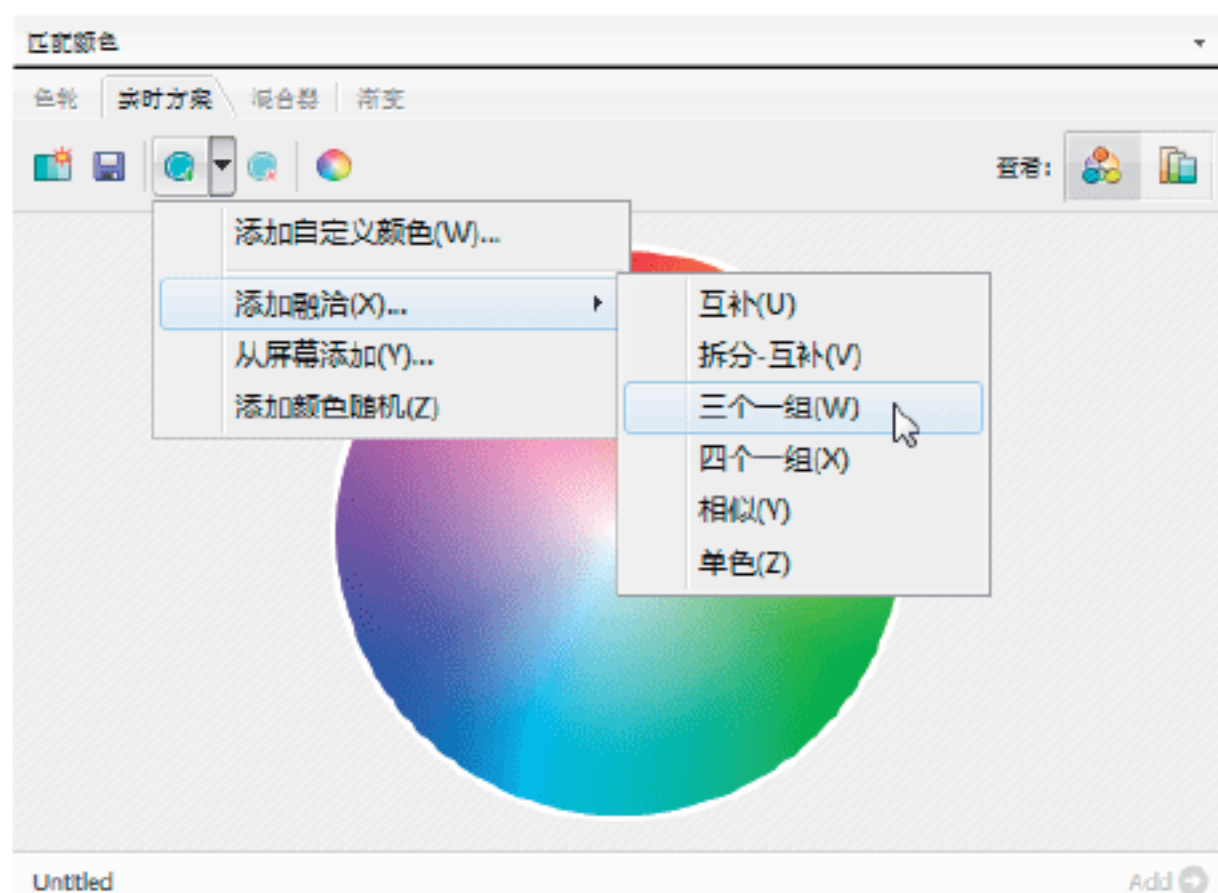 匹配颜色
色轮 实时方案 混合器 渐变
查看:
添加自定义颜色(W)...
添加融洽(X)...
从屏幕添加(Y)...
添加颜色随机(Z)
互补(U)
拆分-互补(V)
三个一组(W)
四个一组(X)
相似(Y)
单色(Z)
Untitled Add